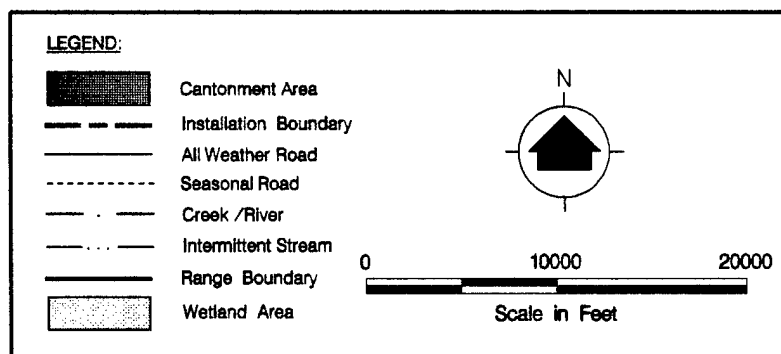 LEGEND:
Cantonment Area
Installation Boundary
All Weather Road
Seasonal Road
Creek /River
Intermittent Stream
Range Boundary
Wetland Area
N
0 10000 20000
Scale in Feet